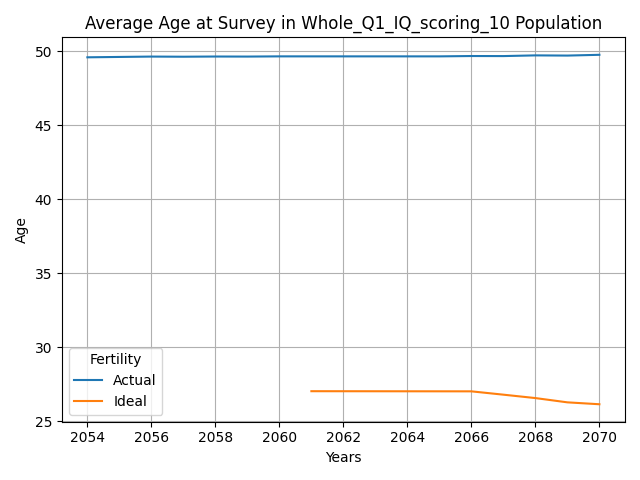 Average Age at Survey in Whole_Q1_IQ_scoring_10 Population
50
45
40
35
30
25
Age
Fertility
Actual
Ideal
2054 2056 2058 2060 2062 2064 2066 2068 2070
Years